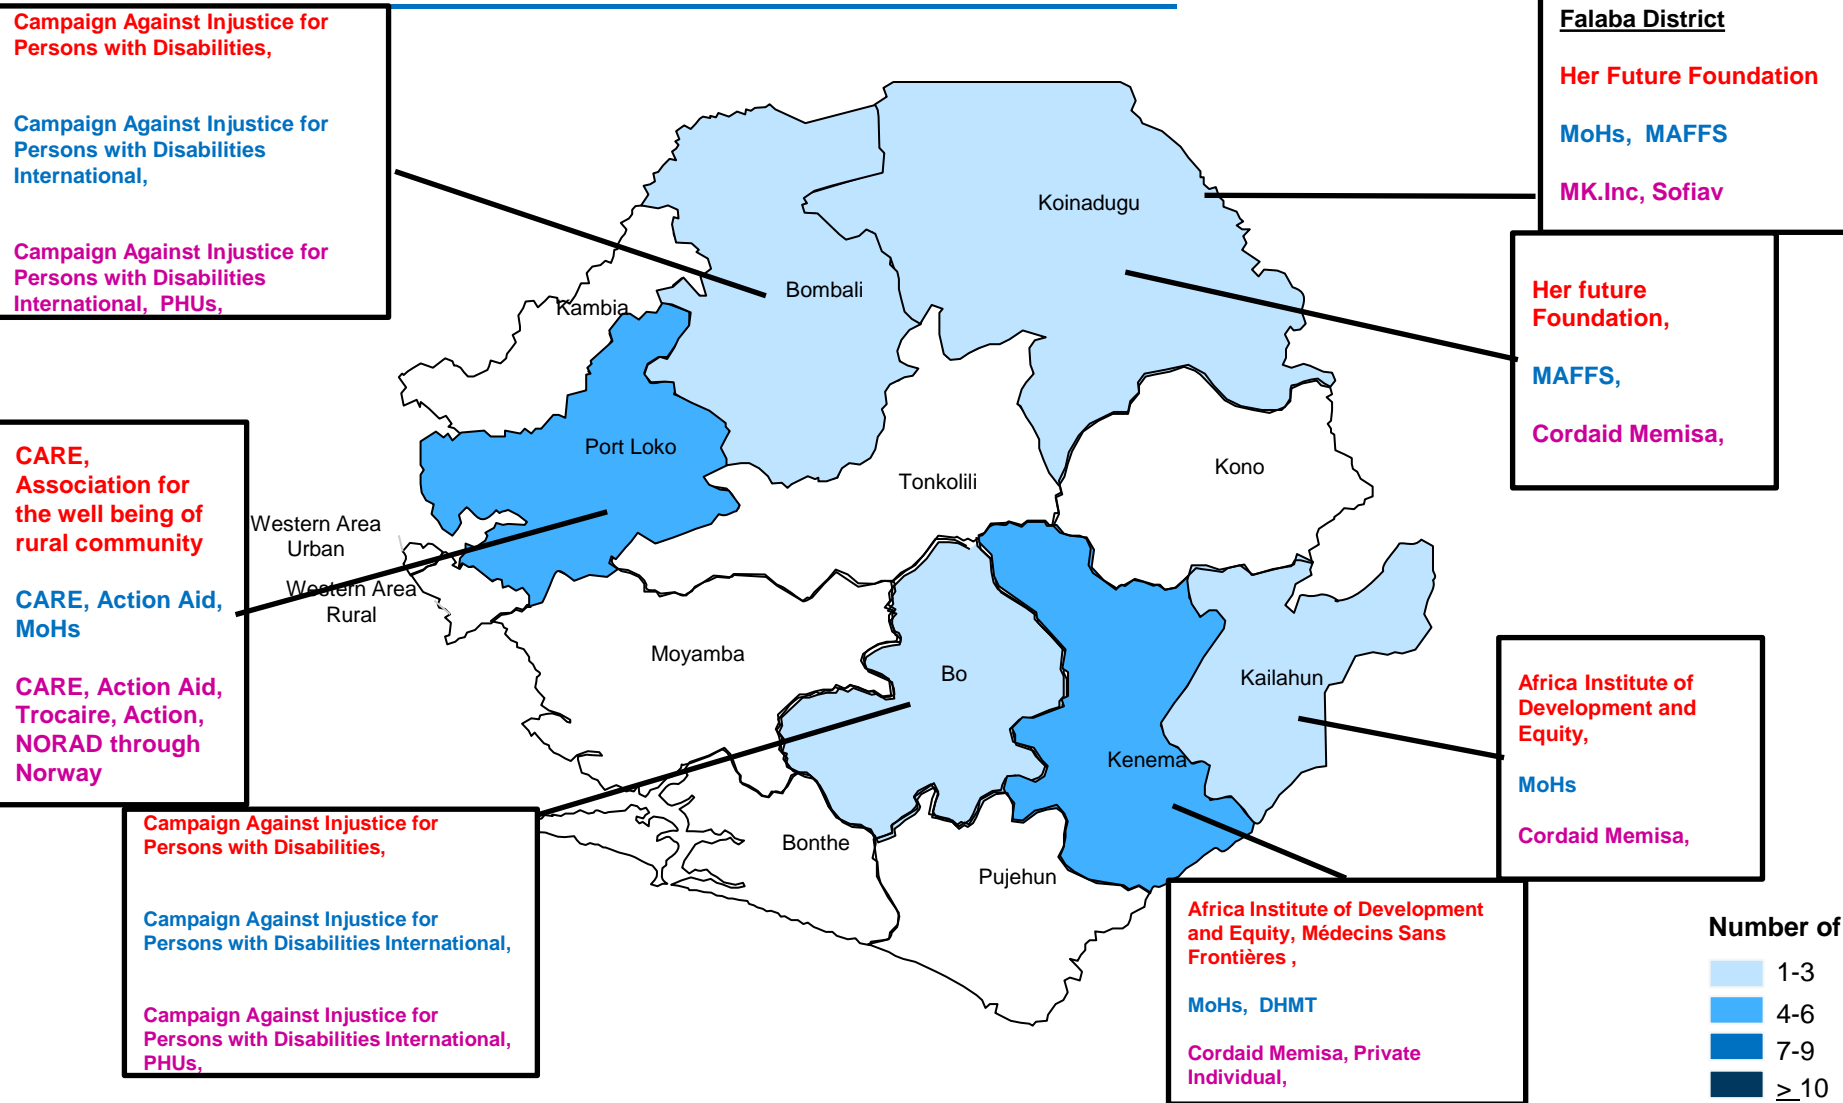 Campaign Against Injustice for
Persons with Disabilities,
Campaign Against Injustice for
Persons with Disabilities
International,
Campaign Against Injustice for
Persons with Disabilities
International,  PHUs,
Falaba District
Her Future Foundation
MoHs,  MAFFS
MK.Inc, Sofiav
Her future
Foundation,
MAFFS,
Cordaid Memisa,
Koinadugu
Bombali
Kambia
Port Loko
Tonkolili
Kono
Western Area
Urban
Western Area
Rural
Moyamba
Bo
Kailahun
Kenema
Bonthe
Pujehun
CARE,
Association for
the well being of
rural community
CARE, Action Aid,
MoHs
CARE, Action Aid,
Trocaire, Action,
NORAD through
Norway
Campaign Against Injustice for
Persons with Disabilities,
Campaign Against Injustice for
Persons with Disabilities International,
Campaign Against Injustice for
Persons with Disabilities International,
PHUs,
Africa Institute of
Development and
Equity,
MoHs
Cordaid Memisa,
Africa Institute of Development
and Equity, Médecins Sans
Frontières ,
MoHs,  DHMT
Cordaid Memisa, Private
Individual,
Number of
1-3
4-6
7-9
≥ 10